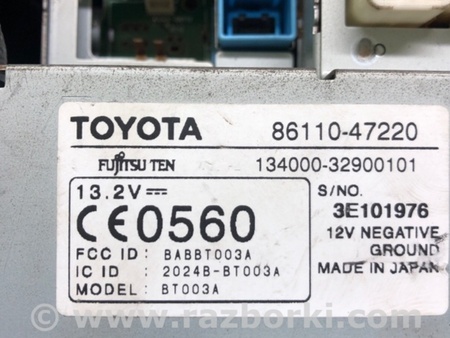 TOYOTA 86110-47220
FUJITSU TEN 134000-32900101
13.2V⎓ S/NO.
CE0560 3E101976
12V NEGATIVE
FCC ID : BABBT003A GROUND
IC ID : 2024B-BT003A MADE IN JAPAN
MODEL: BT003A
www.razborki.com